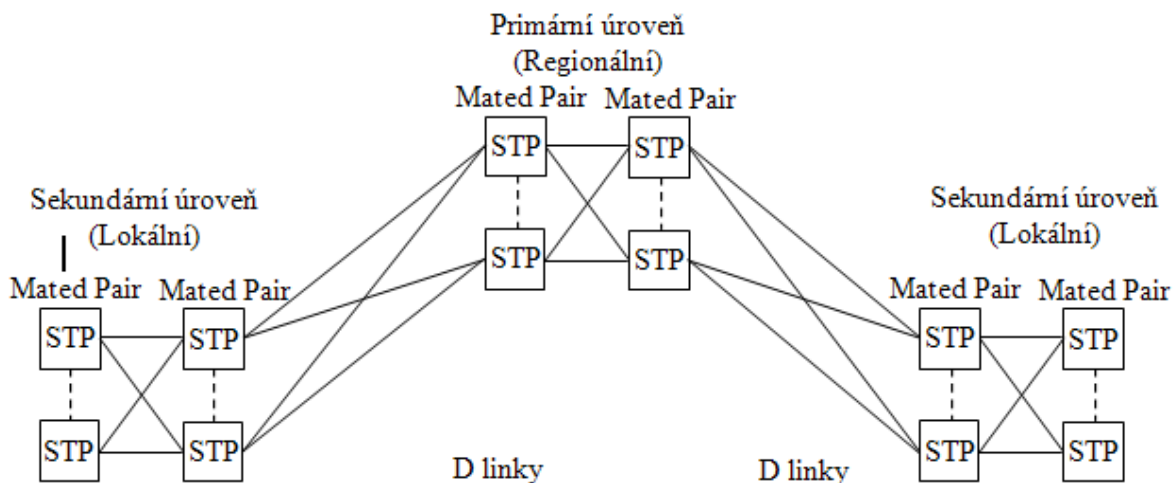 Primární úroveň
(Regionální)
Mated Pair Mated Pair
STP STP
STP STP
Sekundární úroveň
(Lokální)
Mated Pair Mated Pair
STP STP
STP STP
Sekundární úroveň
(Lokální)
Mated Pair Mated Pair
STP STP
STP STP
D linky D linky